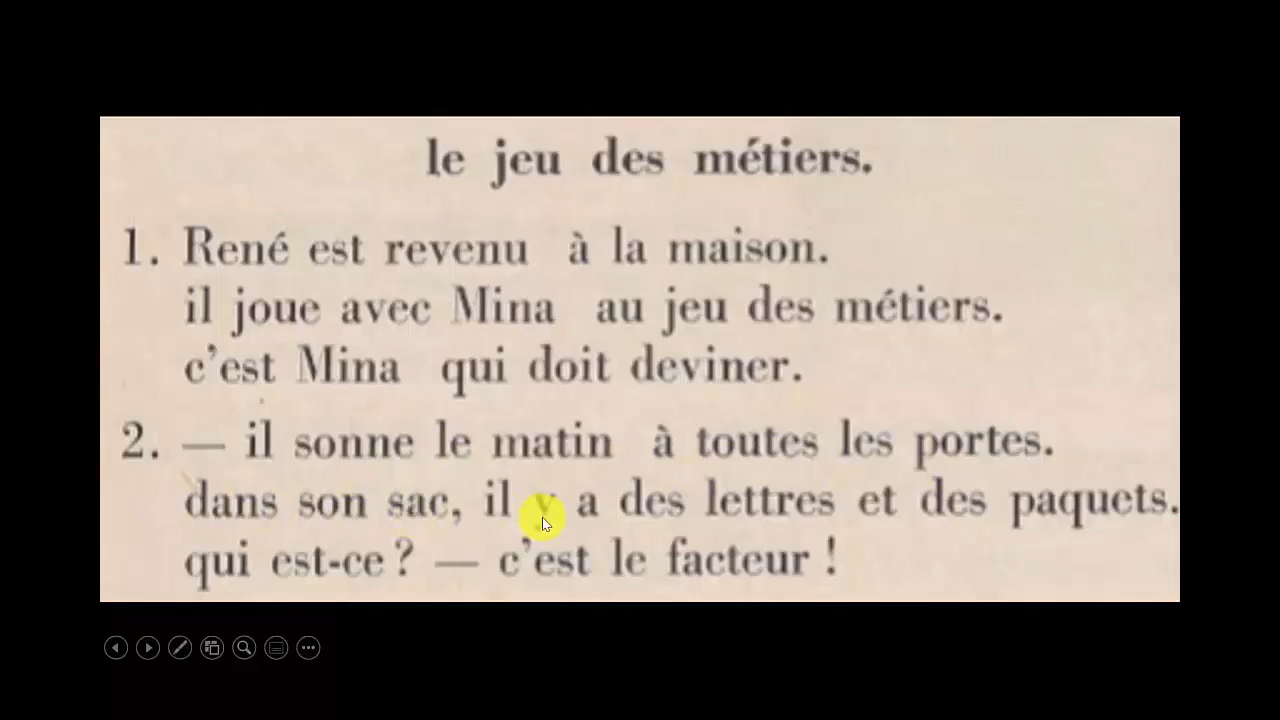 le jeu des métiers.
1. René est revenu à la maison.
il joue avec Mina au jeu des métiers.
c'est Mina qui doit deviner.
2. — il sonne le matin à toutes les portes.
dans son sac, il y a des lettres et des paquets.
qui est-ce ? — c'est le facteur !